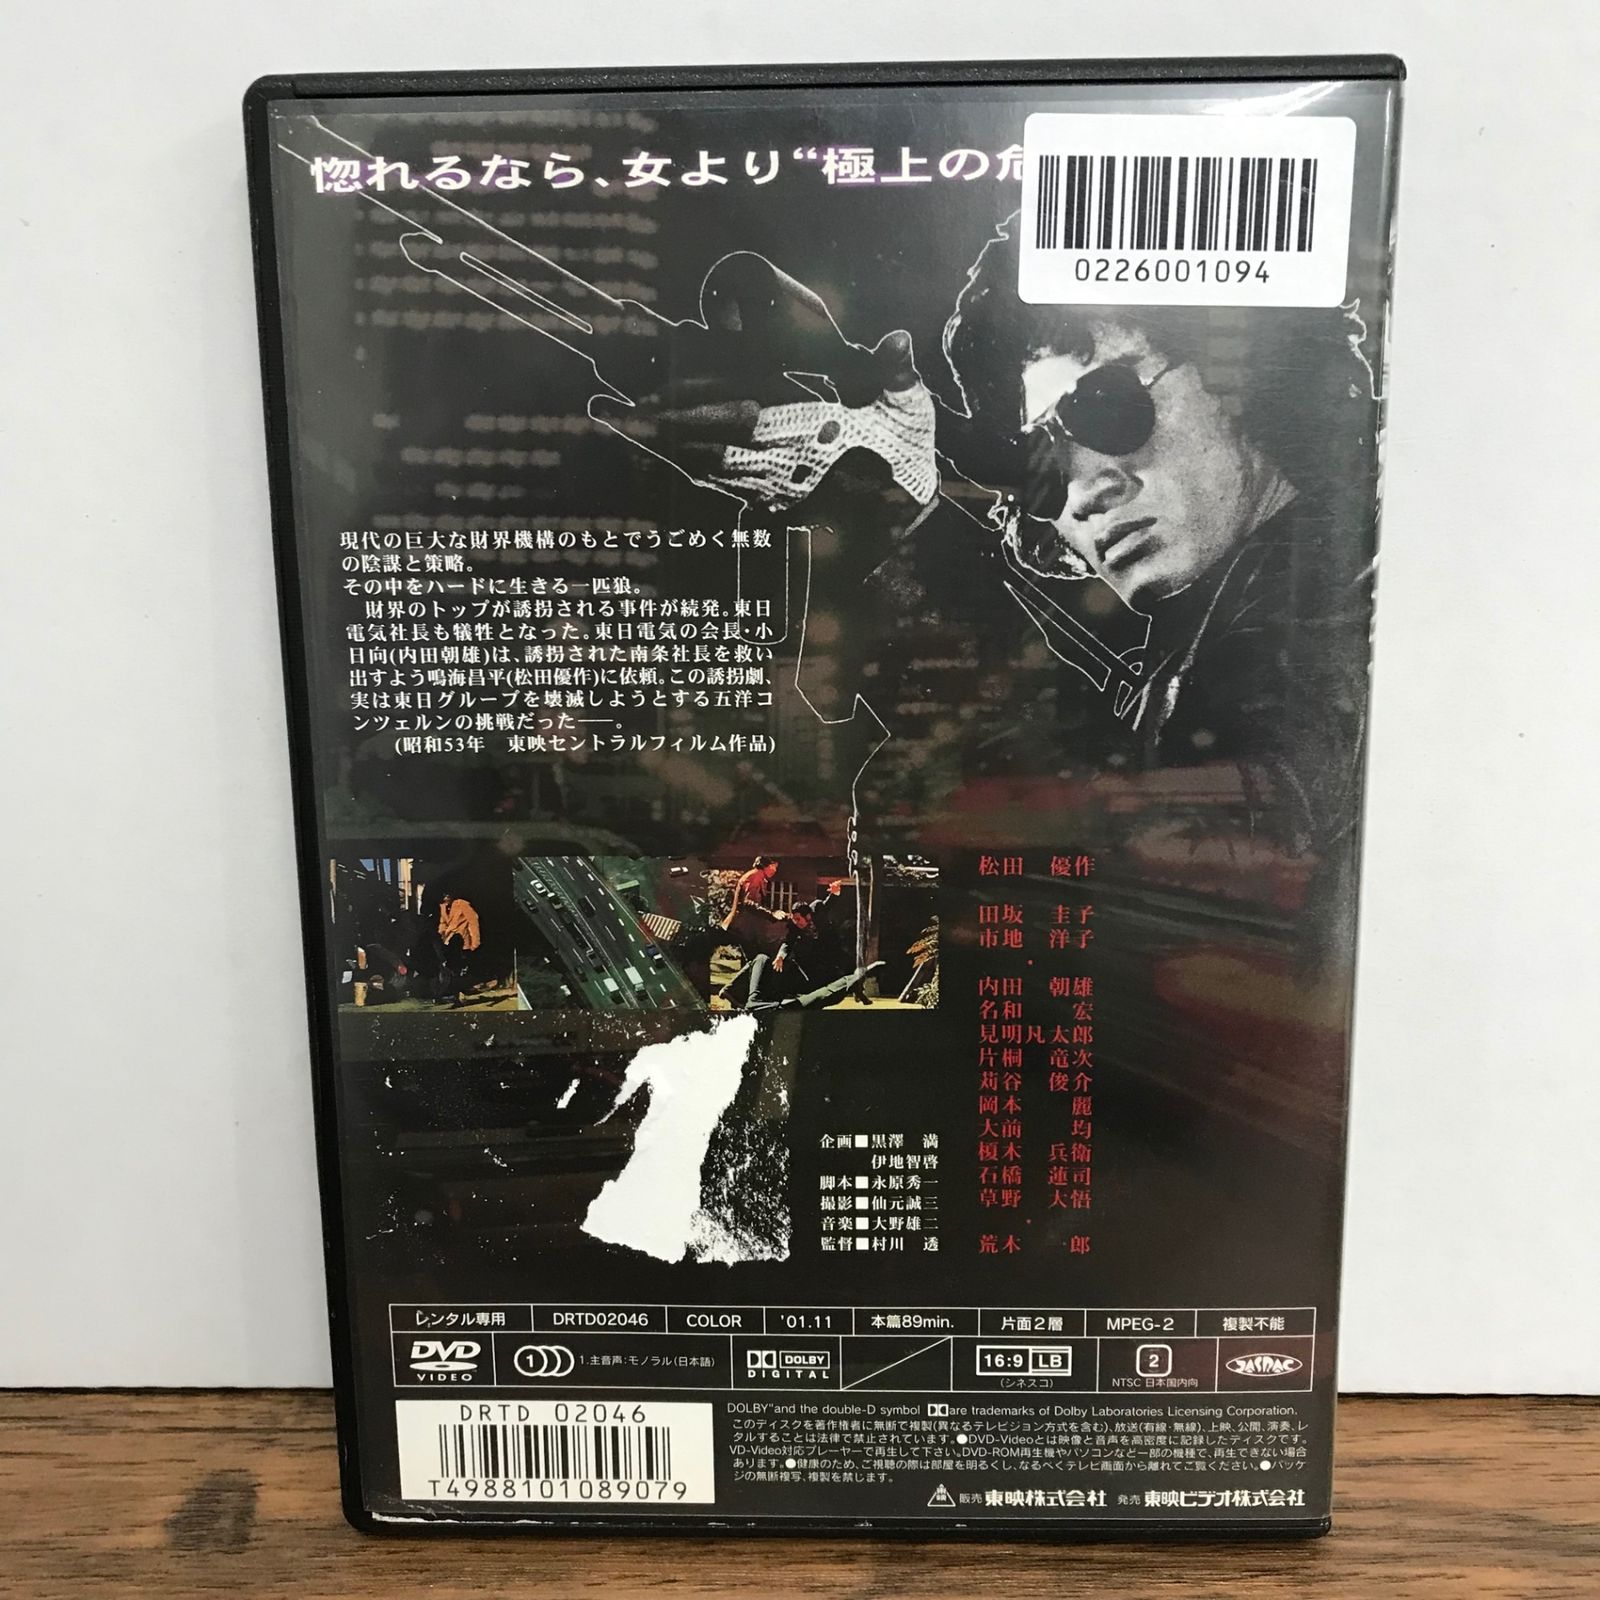 惚れるなら、女より“極上の危
0226001094
現代の巨大な財界機構のもとでうごめく無数
の陰謀と策略。
その中をハードに生きる一匹狼。
財界のトップが誘拐される事件が続発。東日
電気社長も犠牲となった。東日電気の会長・小
日向(内田朝雄)は、誘拐された南条社長を救い
出すよう鳴海昌平(松田優作)に依頼。この誘拐劇、
実は東日グループを壊滅しようとする五洋コ
ンツェルンの挑戦だった──。
(昭和53年 東映セントラルフィルム作品)
松田 優作
田坂 圭子
市地 洋子
・
内田 朝雄
名和 宏
見明凡太郎
片桐 竜次
苅谷 俊介
岡本 麗
大前 均
榎木 兵衛
石橋 蓮司
草野 大悟
・
荒木 一郎
企画■黒澤 満
伊地智啓
脚本■永原秀一
撮影■仙元誠三
音楽■大野雄二
監督■村川 透
レンタル専用 DRTD02046 COLOR '01.11 本篇89min. 片面2層 MPEG-2 複製不能
DVD VIDEO 1 1.主音声:モノラル(日本語) DOLBY DIGITAL 16:9 LB (シネスコ) 2 NTSC 日本国内向 JASRAC
DRTD 02046
T4988101089079
DOLBY"and the double-D symbol are trademarks of Dolby Laboratories Licensing Corporation.
このディスクを著作権者に無断で複製(異なるテレビジョン方式を含む)、放送(有線・無線)、上映、公開、演奏、レ
タルすることは法律で禁止されています。●DVD-Videoとは映像と音声を高密度に記録したディスクです。
VD-Video対応プレーヤーで再生して下さい。DVD-ROM再生機やパソコンなど一部の機種で、再生できない場合
あります。●健康のため、ご視聴の際は部屋を明るくし、なるべくテレビ画面から離れてご覧ください。●パッケ
ジの無断複写、複製を禁じます。
東映 販売 東映株式会社 発売 東映ビデオ株式会社